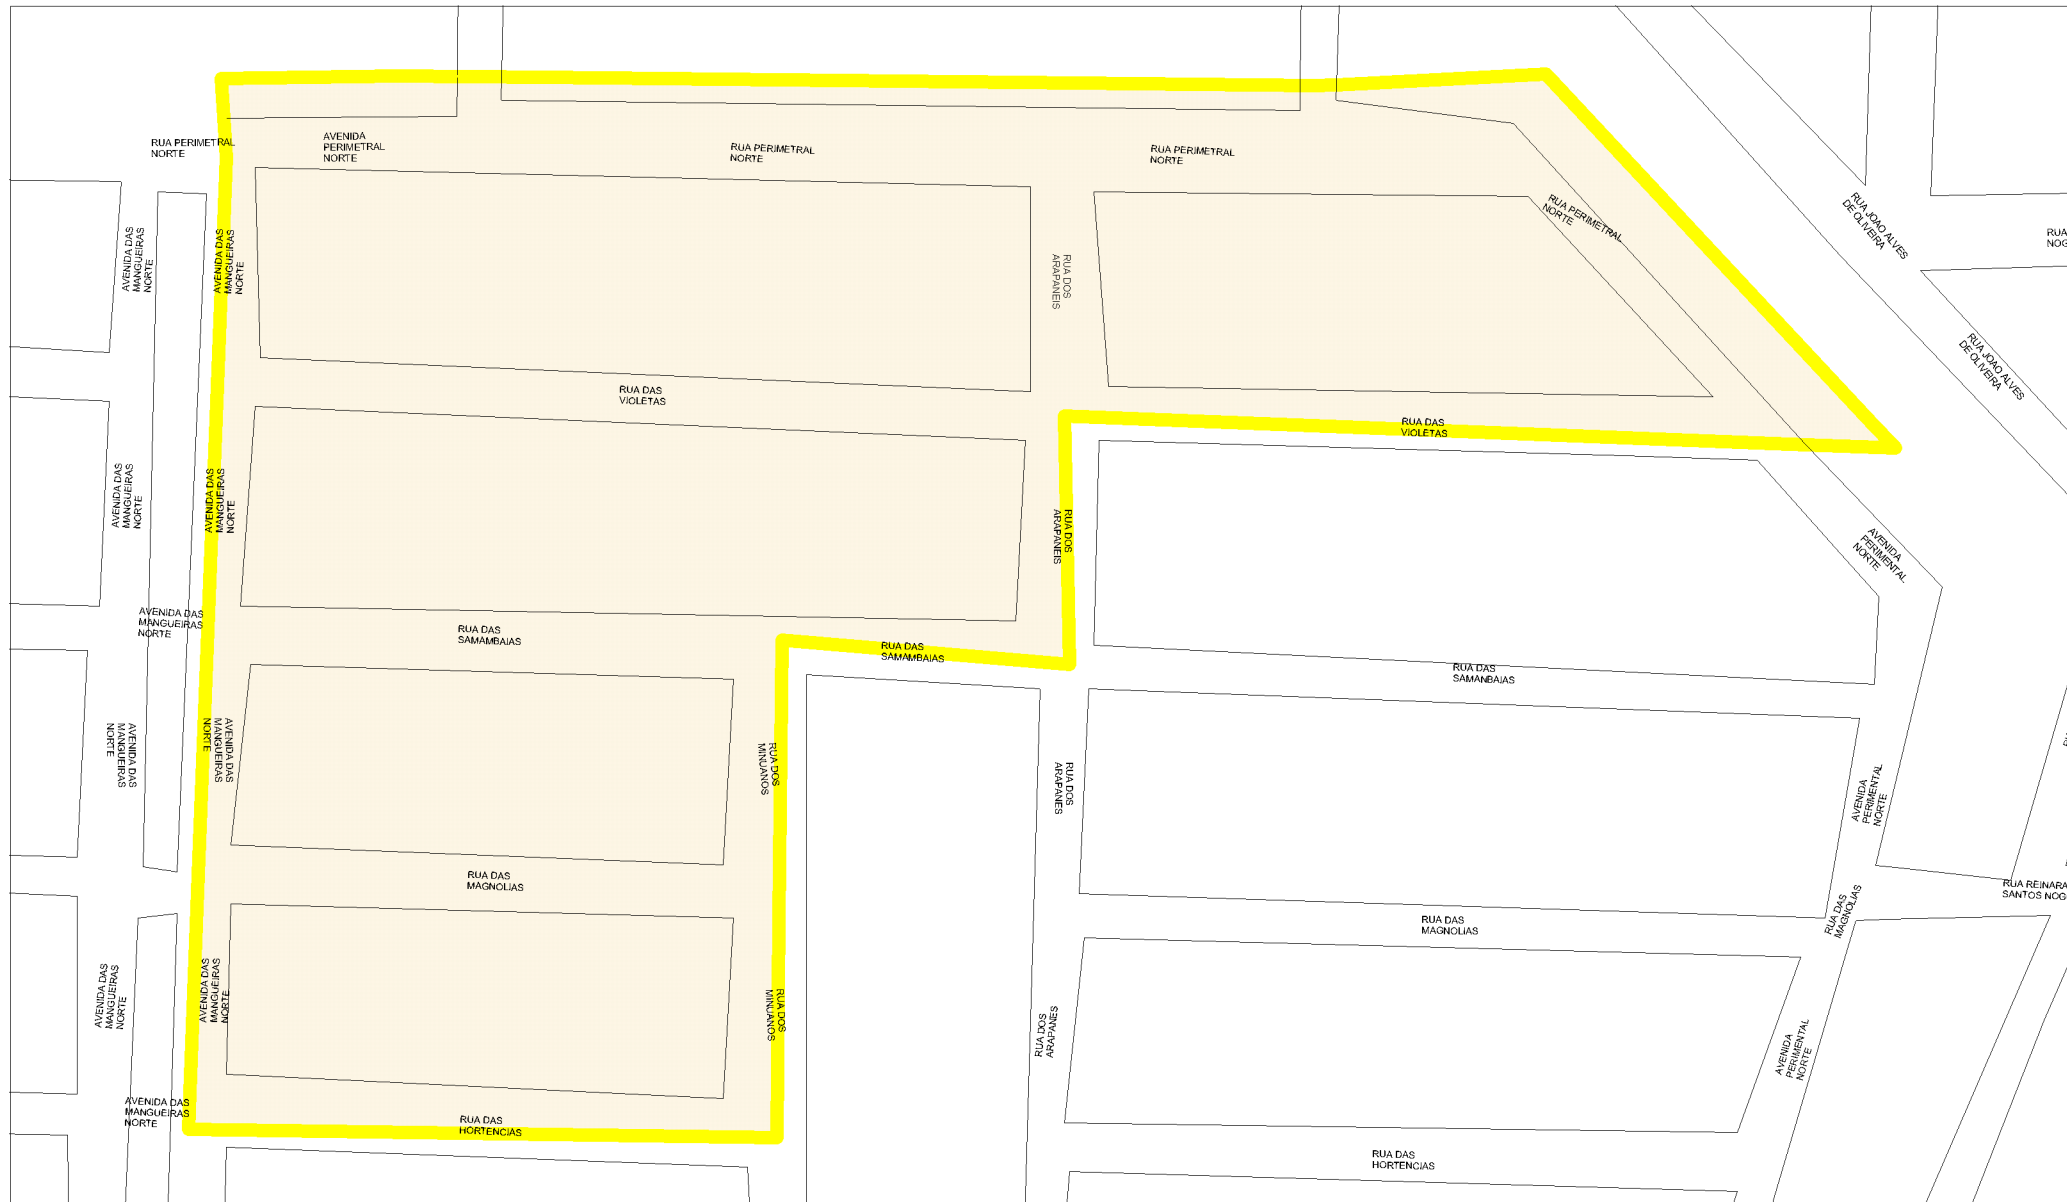 RUA PERIMETRAL
NORTE
AVENIDA
PERIMETRAL
NORTE
RUA PERIMETRAL
NORTE
RUA PERIMETRAL
NORTE
RUA PERIMETRAL
NORTE
RUA JOAO ALVES
DE OLIVEIRA
RUA
NOG
AVENIDA DAS
MANGUEIRAS
NORTE
AVENIDA DAS
MANGUEIRAS
NORTE
RUA DOS
ARAPANEIS
RUA JOAO ALVES
DE OLIVEIRA
RUA DAS
VIOLETAS
RUA DAS
VIOLETAS
AVENIDA DAS
MANGUEIRAS
NORTE
AVENIDA DAS
MANGUEIRAS
NORTE
RUA DOS
ARAPANEIS
AVENIDA
PERIMENTAL
NORTE
AVENIDA DAS
MANGUEIRAS
NORTE
RUA DAS
SAMAMBAIAS
RUA DAS
SAMAMBAIAS
RUA DAS
SAMANBAIAS
AVENIDA DAS
MANGUEIRAS
NORTE
AVENIDA DAS
MANGUEIRAS
NORTE
RUA DOS
MINUANOS
RUA DOS
ARAPANES
AVENIDA
PERIMENTAL
NORTE
RUA DAS
MAGNOLIAS
RUA DAS
MAGNOLIAS
RUA DAS
MAGNOLIAS
RUA REINARA
SANTOS NOG
AVENIDA DAS
MANGUEIRAS
NORTE
AVENIDA DAS
MANGUEIRAS
NORTE
RUA DOS
MINUANOS
RUA DOS
ARAPANES
AVENIDA
PERIMENTAL
NORTE
AVENIDA DAS
MANGUEIRAS
NORTE
RUA DAS
HORTENCIAS
RUA DAS
HORTENCIAS